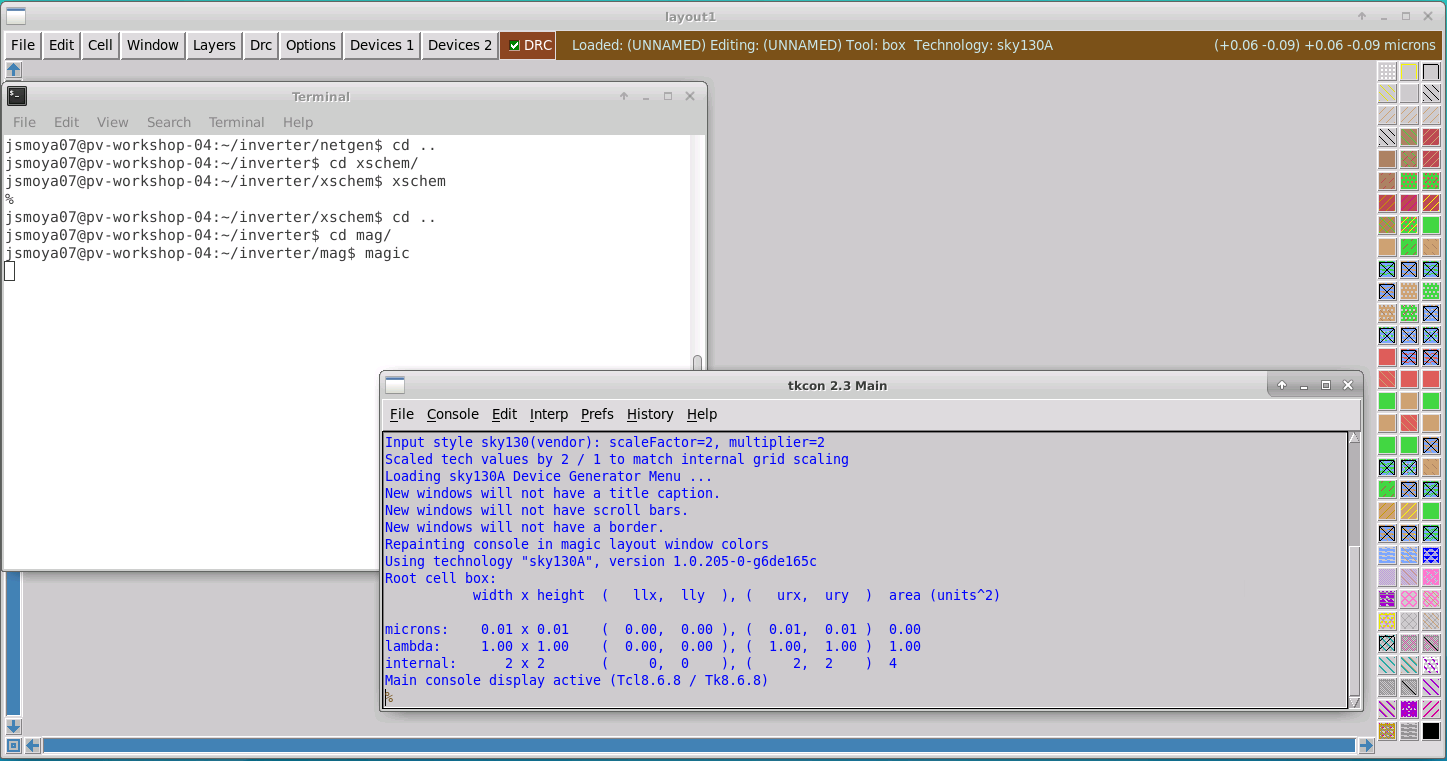 layout1
File Edit Cell Window Layers Drc Options Devices 1 Devices 2 DRC Loaded: (UNNAMED) Editing: (UNNAMED) Tool: box Technology: sky130A (+0.06 -0.09) +0.06 -0.09 microns
Terminal
File Edit View Search Terminal Help
jsmoya07@pv-workshop-04:~/inverter/netgen$ cd ..
jsmoya07@pv-workshop-04:~/inverter$ cd xschem/
jsmoya07@pv-workshop-04:~/inverter/xschem$ xschem
%
jsmoya07@pv-workshop-04:~/inverter/xschem$ cd ..
jsmoya07@pv-workshop-04:~/inverter$ cd mag/
jsmoya07@pv-workshop-04:~/inverter/mag$ magic
tkcon 2.3 Main
File Console Edit Interp Prefs History Help
Input style sky130(vendor): scaleFactor=2, multiplier=2
Scaled tech values by 2 / 1 to match internal grid scaling
Loading sky130A Device Generator Menu ...
New windows will not have a title caption.
New windows will not have scroll bars.
New windows will not have a border.
Repainting console in magic layout window colors
Using technology "sky130A", version 1.0.205-0-g6de165c
Root cell box:
width x height ( llx, lly ), ( urx, ury ) area (units^2)
microns: 0.01 x 0.01 ( 0.00, 0.00 ), ( 0.01, 0.01 ) 0.00
lambda: 1.00 x 1.00 ( 0.00, 0.00 ), ( 1.00, 1.00 ) 1.00
internal: 2 x 2 ( 0, 0 ), ( 2, 2 ) 4
Main console display active (Tcl8.6.8 / Tk8.6.8)
%